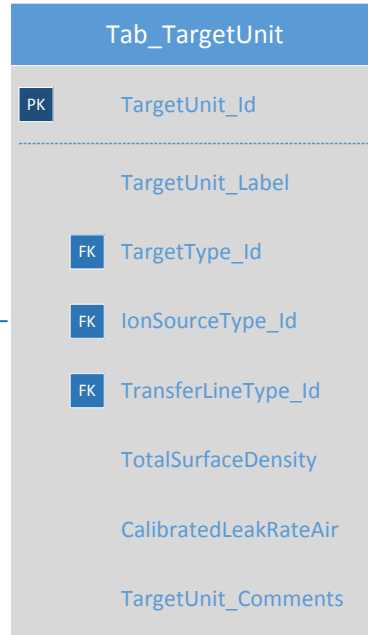 Tab_TargetUnit
PK TargetUnit_Id
TargetUnit_Label
FK TargetType_Id
FK IonSourceType_Id
FK TransferLineType_Id
TotalSurfaceDensity
CalibratedLeakRateAir
TargetUnit_Comments